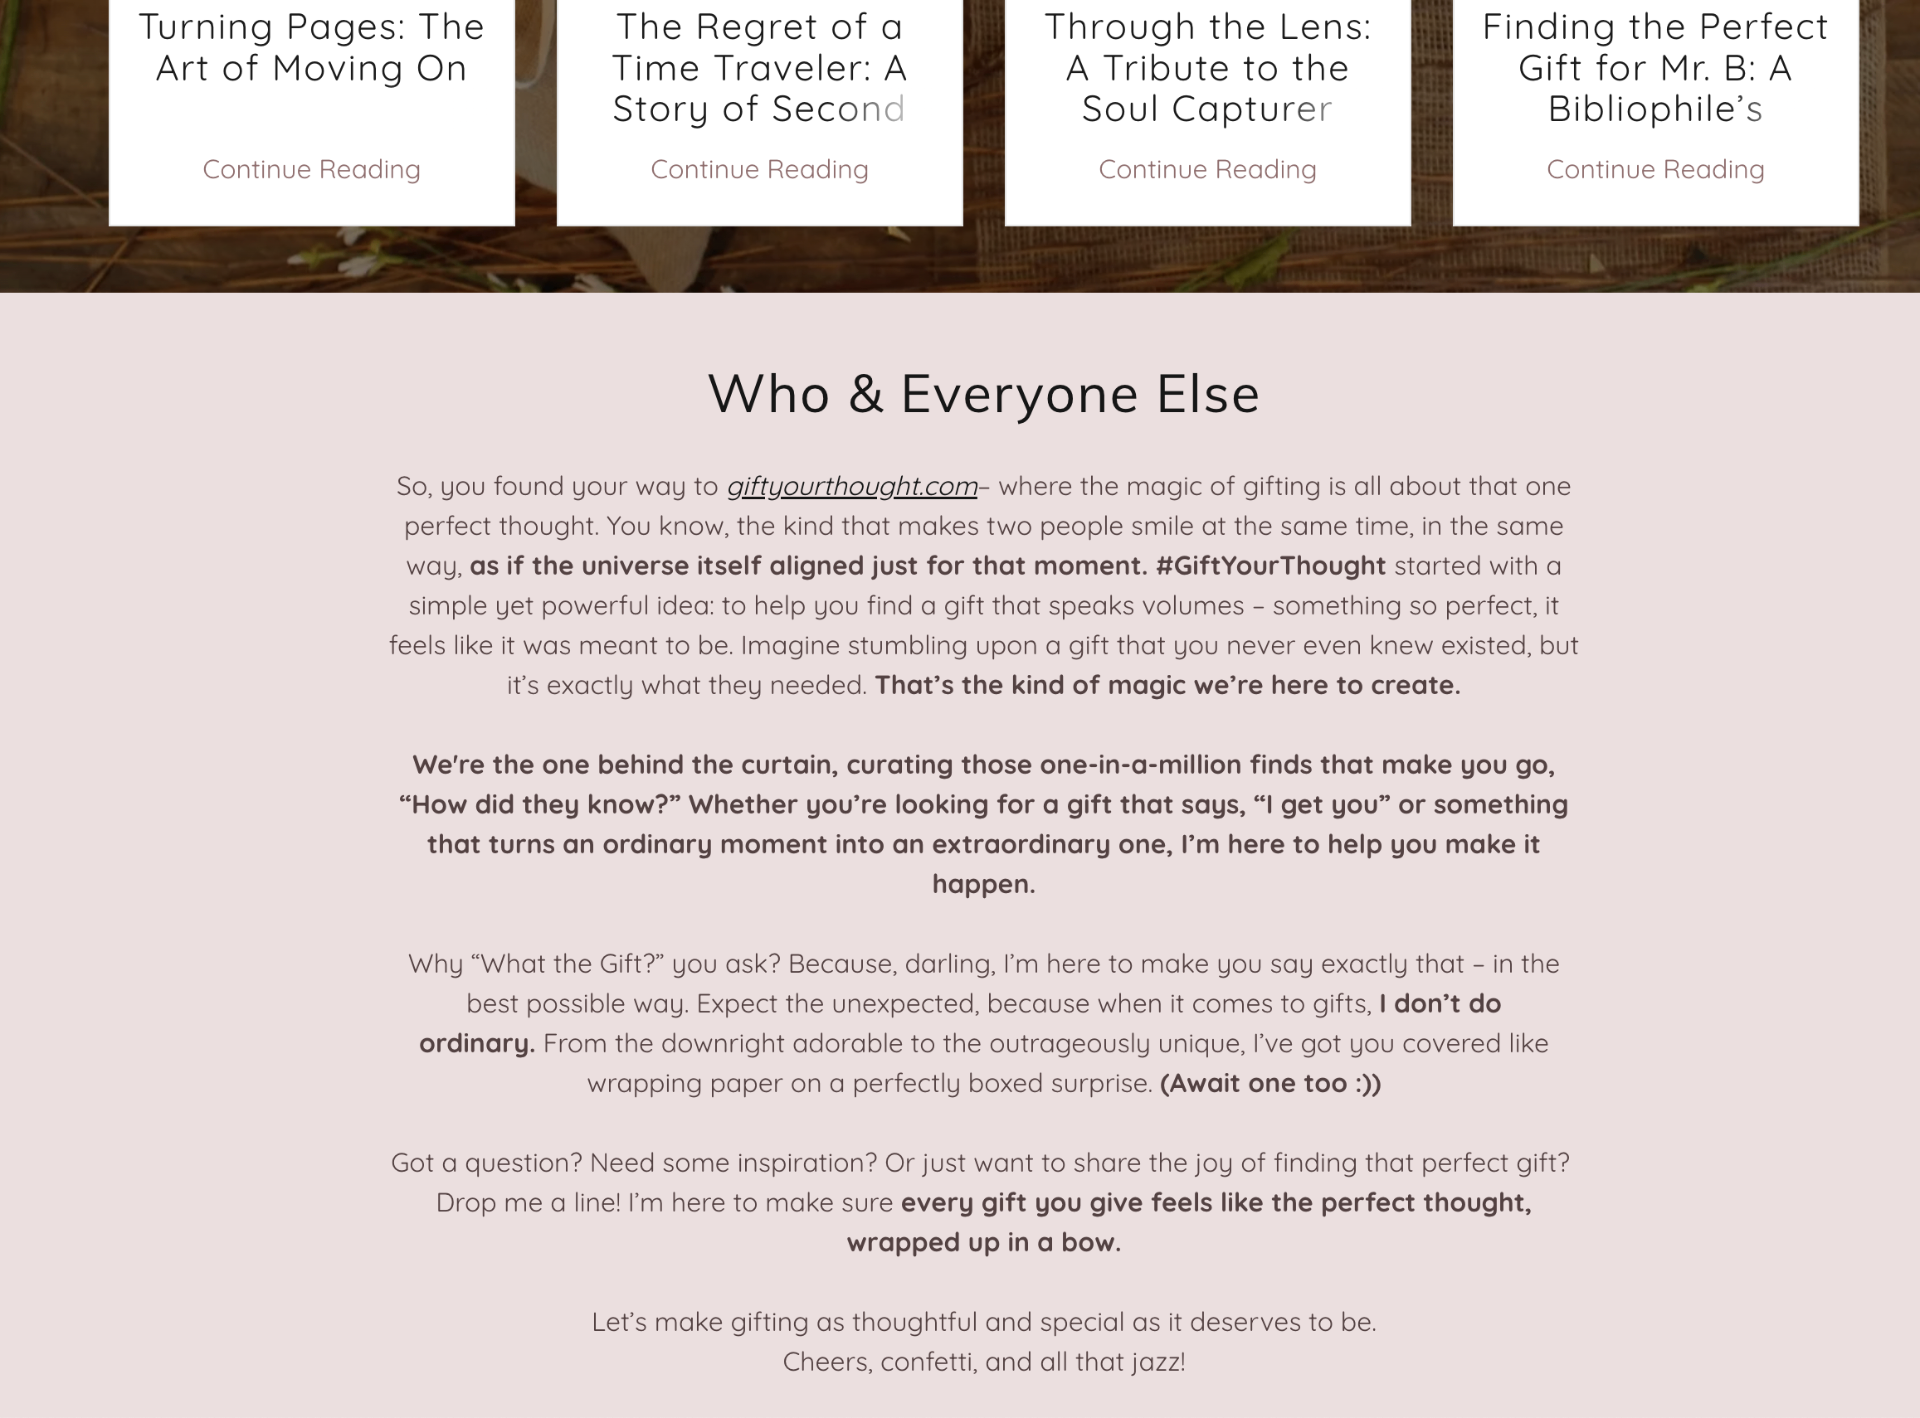 Turning Pages: The
Art of Moving On
Continue Reading
The Regret of a
Time Traveler: A
Story of Second
Continue Reading
Through the Lens:
A Tribute to the
Soul Capturer
Continue Reading
Finding the Perfect
Gift for Mr. B: A
Bibliophile’s
Continue Reading
Who & Everyone Else
So, you found your way to giftyourthought.com– where the magic of gifting is all about that one
perfect thought. You know, the kind that makes two people smile at the same time, in the same
way, as if the universe itself aligned just for that moment. #GiftYourThought started with a
simple yet powerful idea: to help you find a gift that speaks volumes – something so perfect, it
feels like it was meant to be. Imagine stumbling upon a gift that you never even knew existed, but
it’s exactly what they needed. That’s the kind of magic we’re here to create.
We're the one behind the curtain, curating those one-in-a-million finds that make you go,
“How did they know?” Whether you’re looking for a gift that says, “I get you” or something
that turns an ordinary moment into an extraordinary one, I’m here to help you make it
happen.
Why “What the Gift?” you ask? Because, darling, I’m here to make you say exactly that – in the
best possible way. Expect the unexpected, because when it comes to gifts, I don’t do
ordinary. From the downright adorable to the outrageously unique, I’ve got you covered like
wrapping paper on a perfectly boxed surprise. (Await one too :))
Got a question? Need some inspiration? Or just want to share the joy of finding that perfect gift?
Drop me a line! I’m here to make sure every gift you give feels like the perfect thought,
wrapped up in a bow.
Let’s make gifting as thoughtful and special as it deserves to be.
Cheers, confetti, and all that jazz!